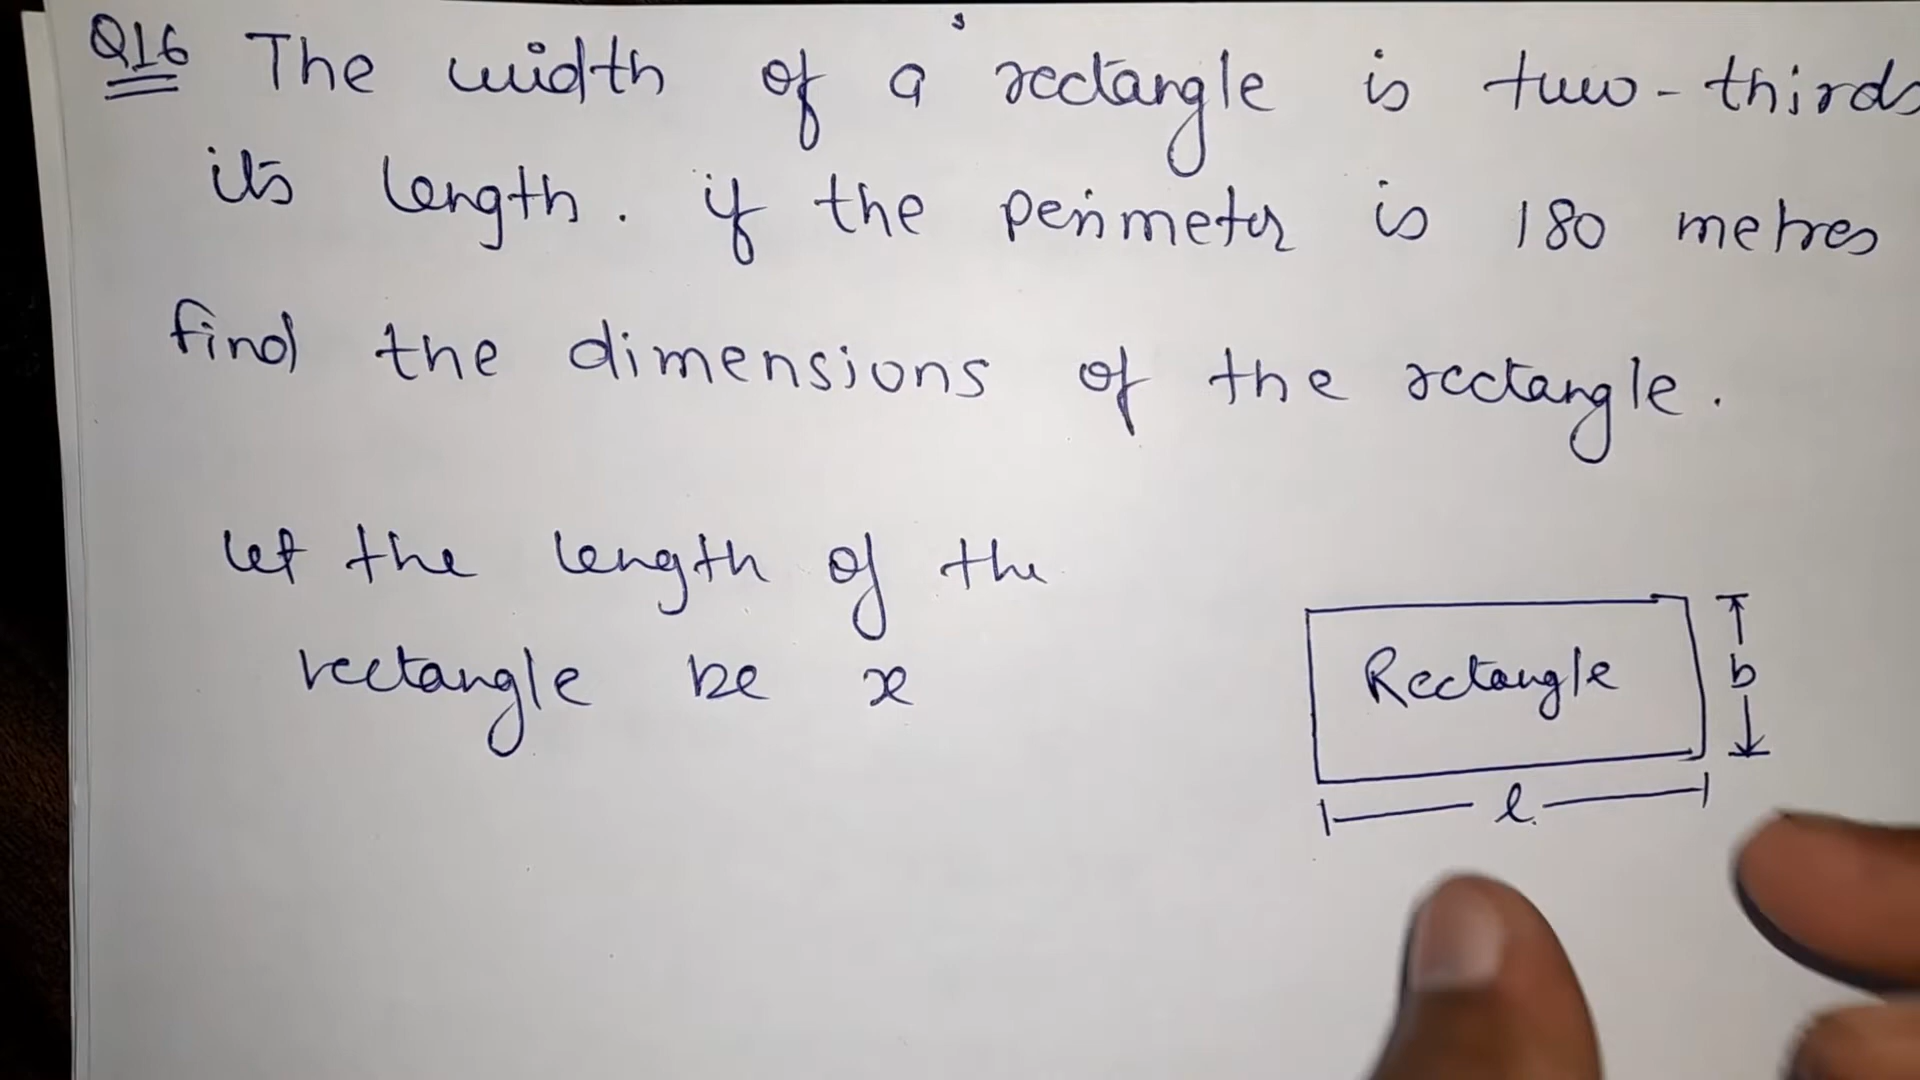 Q16 The width of a rectangle is two-thirds
its length. if the perimeter is 180 metres
find the dimensions of the rectangle.
let the length of the
rectangle be x
Rectangle
b
l